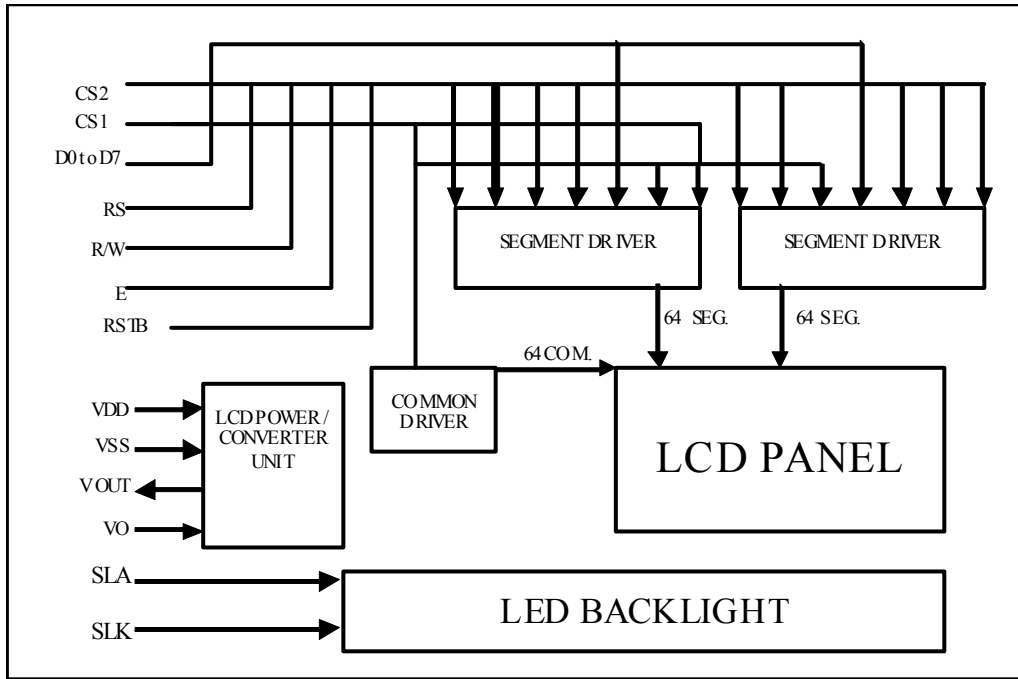 CS2
CS1
D0 to D7
RS
R/W
E
RSTB
SEGMENT DRIVER
SEGMENT DRIVER
64 SEG.
64 SEG.
64 COM.
COMMON
DRIVER
LCD PANEL
VDD
VSS
VOUT
VO
LCD POWER /
CONVERTER
UNIT
SLA
SLK
LED BACKLIGHT